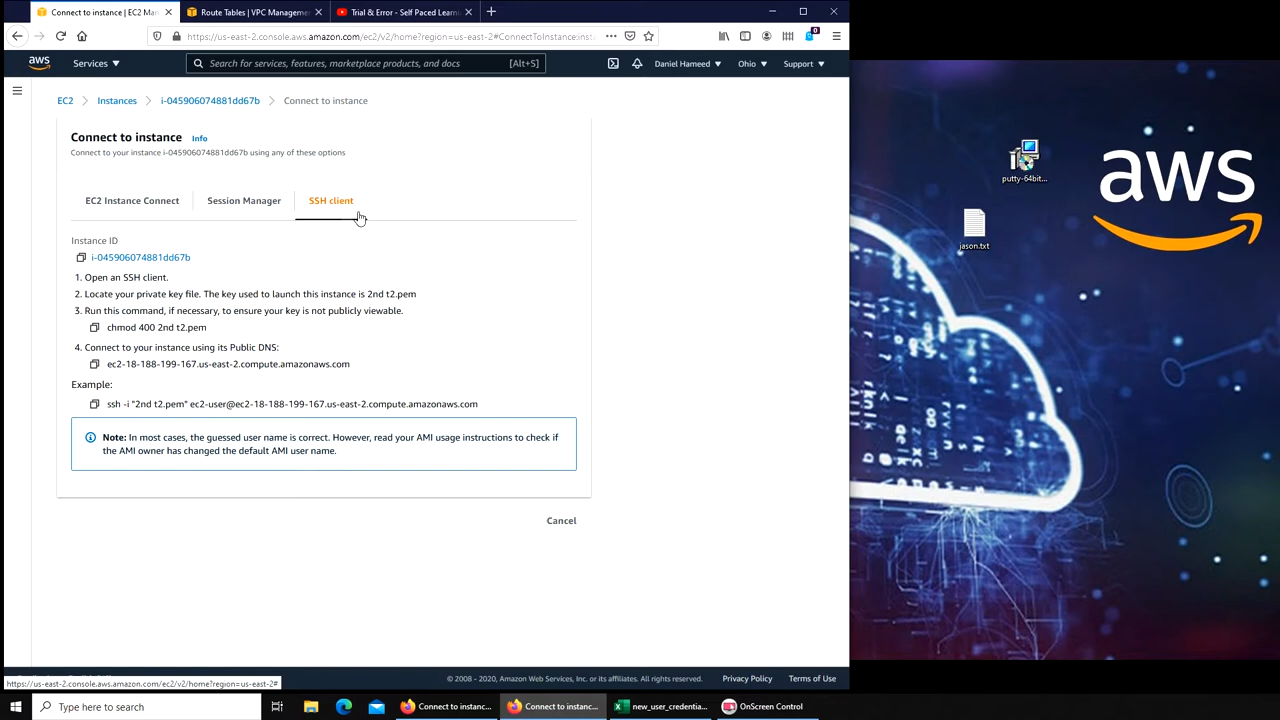 Connect to instance | EC2 Man
Route Tables | VPC Manageme
Trial & Error - Self Paced Learni
https://us-east-2.console.aws.amazon.com/ec2/v2/home?region=us-east-2#ConnectToInstance:inst
aws
Services
Search for services, features, marketplace products, and docs
[Alt+S]
Daniel Hameed
Ohio
Support
EC2
Instances
i-045906074881dd67b
Connect to instance
Connect to instance
Info
Connect to your instance i-045906074881dd67b using any of these options
EC2 Instance Connect
Session Manager
SSH client
Instance ID
i-045906074881dd67b
1. Open an SSH client.
2. Locate your private key file. The key used to launch this instance is 2nd t2.pem
3. Run this command, if necessary, to ensure your key is not publicly viewable.
chmod 400 2nd t2.pem
4. Connect to your instance using its Public DNS:
ec2-18-188-199-167.us-east-2.compute.amazonaws.com
Example:
ssh -i "2nd t2.pem" ec2-user@ec2-18-188-199-167.us-east-2.compute.amazonaws.com
Note: In most cases, the guessed user name is correct. However, read your AMI usage instructions to check if
the AMI owner has changed the default AMI user name.
Cancel
https://us-east-2.console.aws.amazon.com/ec2/v2/home?region=us-east-2#
© 2008 - 2020, Amazon Web Services, Inc. or its affiliates. All rights reserved.
Privacy Policy
Terms of Use
putty-64bit...
jason.txt
aws
Type here to search
Connect to instanc...
Connect to instanc...
new_user_credentia...
OnScreen Control